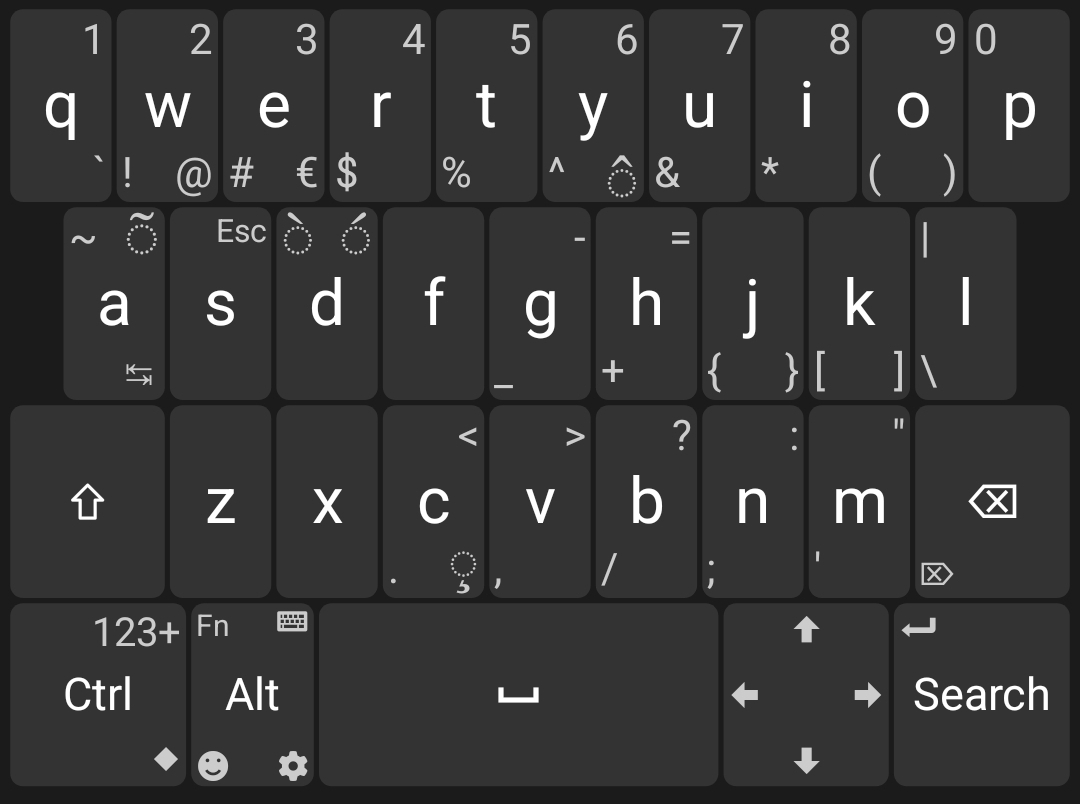 1 2 3 4 5 6 7 8 9 0
q w e r t y u i o p
` ! @ # € $ % ^ ◌̂ & * ( )
~ ◌̃ Esc ◌̀ ◌́ - = |
a s d f g h j k l
⇆ _ + { } [ ] \
< > ? : "
⇧ z x c v b n m ⌫
. ◌̧ , / ; ' ⌦
123+ Fn ⌨ ↑ ↵
Ctrl Alt ␣ ← → Search
◆ ☻ ⚙ ↓